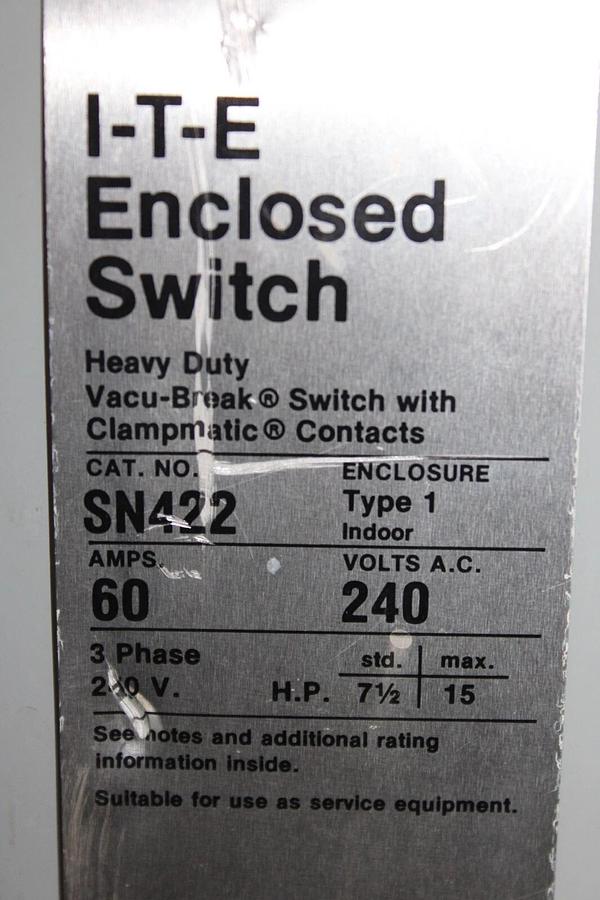 I-T-E
Enclosed
Switch
Heavy Duty
Vacu-Break® Switch with
Clampmatic® Contacts
CAT. NO. ENCLOSURE
SN422 Type 1
Indoor
AMPS. VOLTS A.C.
60 240
3 Phase std. max.
240 V. H.P. 7½ 15
See notes and additional rating
information inside.
Suitable for use as service equipment.